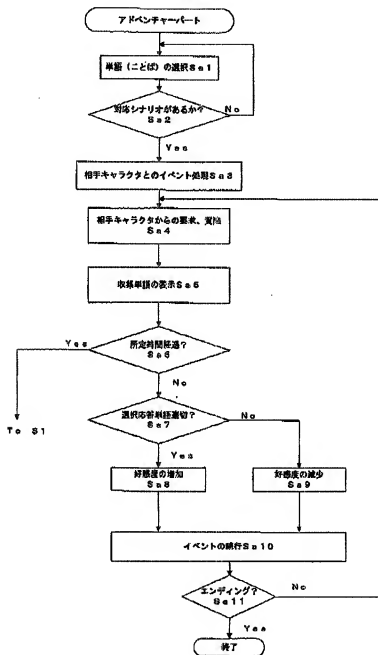 アドベンチャーパート
単語（ことば）の選択Sa1
対応シナリオがあるか？
Sa2
No
Yes
相手キャラクタとのイベント処理Sa3
相手キャラクタからの要求、質問
Sa4
収集単語の表示Sa5
所定時間経過？
Sa6
Yes
No
To S1
選択応答単語適切？
Sa7
No
Yes
好感度の増加
Sa8
好感度の減少
Sa9
イベントの続行Sa10
エンディング？
Sa11
No
Yes
終了